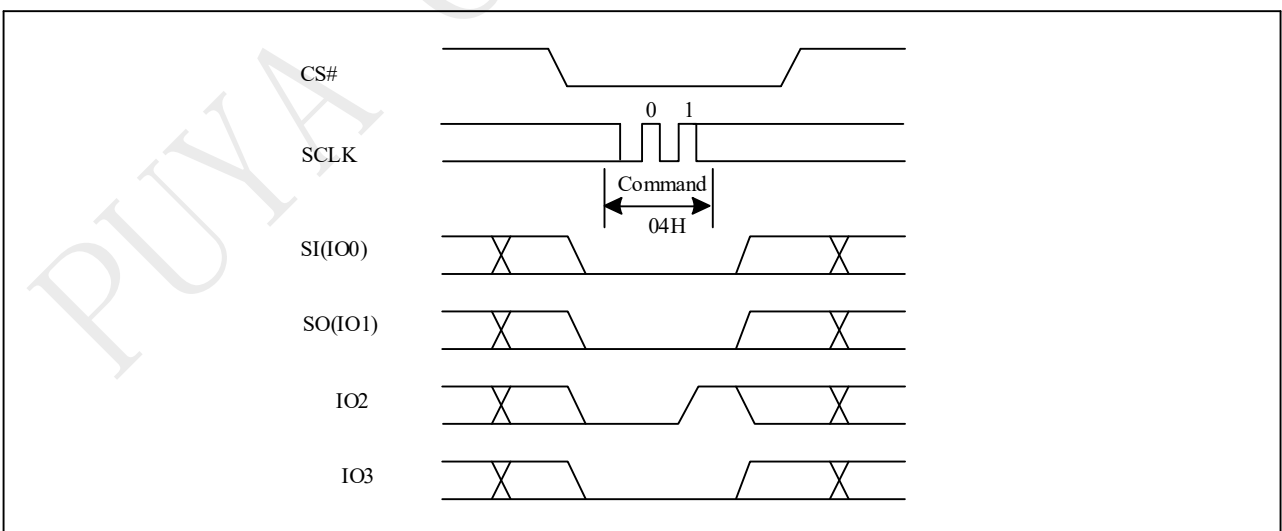 PUYA
CS#
0 1
SCLK
Command
04H
SI(IO0)
SO(IO1)
IO2
IO3